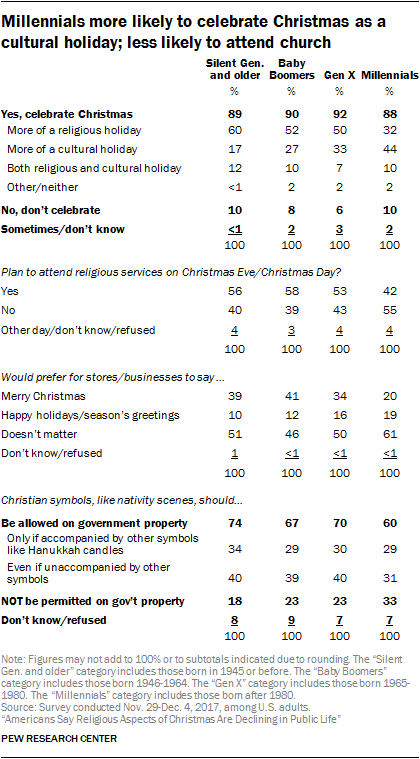 Millennials more likely to celebrate Christmas as a
cultural holiday; less likely to attend church
Silent Gen. and older Baby Boomers Gen X Millennials
% % % %
Yes, celebrate Christmas 89 90 92 88
More of a religious holiday 60 52 50 32
More of a cultural holiday 17 27 33 44
Both religious and cultural holiday 12 10 7 10
Other/neither <1 2 2 2
No, don't celebrate 10 8 6 10
Sometimes/don't know <1 2 3 2
100 100 100 100
Plan to attend religious services on Christmas Eve/Christmas Day?
Yes 56 58 53 42
No 40 39 43 55
Other day/don't know/refused 4 3 4 4
100 100 100 100
Would prefer for stores/businesses to say ...
Merry Christmas 39 41 34 20
Happy holidays/season's greetings 10 12 16 19
Doesn't matter 51 46 50 61
Don't know/refused 1 <1 <1 <1
100 100 100 100
Christian symbols, like nativity scenes, should...
Be allowed on government property 74 67 70 60
Only if accompanied by other symbols
like Hanukkah candles 34 29 30 29
Even if unaccompanied by other
symbols 40 39 40 31
NOT be permitted on gov't property 18 23 23 33
Don't know/refused 8 9 7 7
100 100 100 100
Note: Figures may not add to 100% or to subtotals indicated due to rounding. The "Silent
Gen. and older" category includes those born in 1945 or before. The "Baby Boomers"
category includes those born 1946-1964. The "Gen X" category includes those born 1965-
1980. The "Millennials" category includes those born after 1980.
Source: Survey conducted Nov. 29-Dec. 4, 2017, among U.S. adults.
"Americans Say Religious Aspects of Christmas Are Declining in Public Life"
PEW RESEARCH CENTER